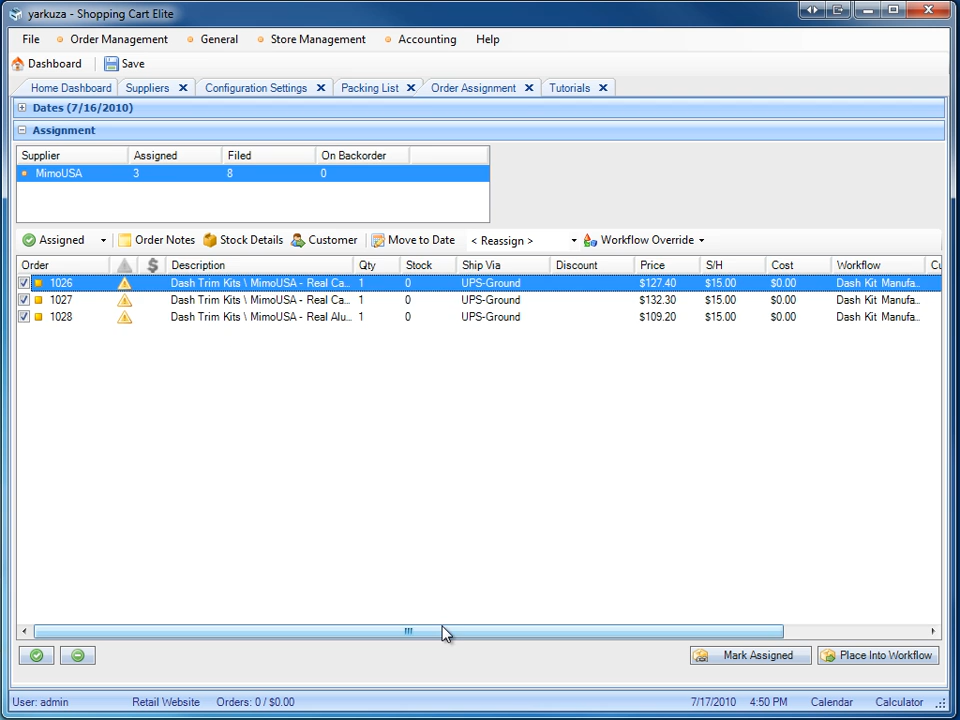 yarkuza - Shopping Cart Elite
File Order Management General Store Management Accounting Help
Dashboard Save
Home Dashboard Suppliers Configuration Settings Packing List Order Assignment Tutorials
Dates (7/16/2010)
Assignment
Supplier Assigned Filed On Backorder
MimoUSA 3 8 0
Assigned Order Notes Stock Details Customer Move to Date < Reassign > Workflow Override
Order $ Description Qty Stock Ship Via Discount Price S/H Cost Workflow Cu
1026 Dash Trim Kits \ MimoUSA - Real Ca... 1 0 UPS-Ground $127.40 $15.00 $0.00 Dash Kit Manufa...
1027 Dash Trim Kits \ MimoUSA - Real Ca... 1 0 UPS-Ground $132.30 $15.00 $0.00 Dash Kit Manufa...
1028 Dash Trim Kits \ MimoUSA - Real Alu... 1 0 UPS-Ground $109.20 $15.00 $0.00 Dash Kit Manufa...
Mark Assigned Place Into Workflow
User: admin Retail Website Orders: 0 / $0.00 7/17/2010 4:50 PM Calendar Calculator